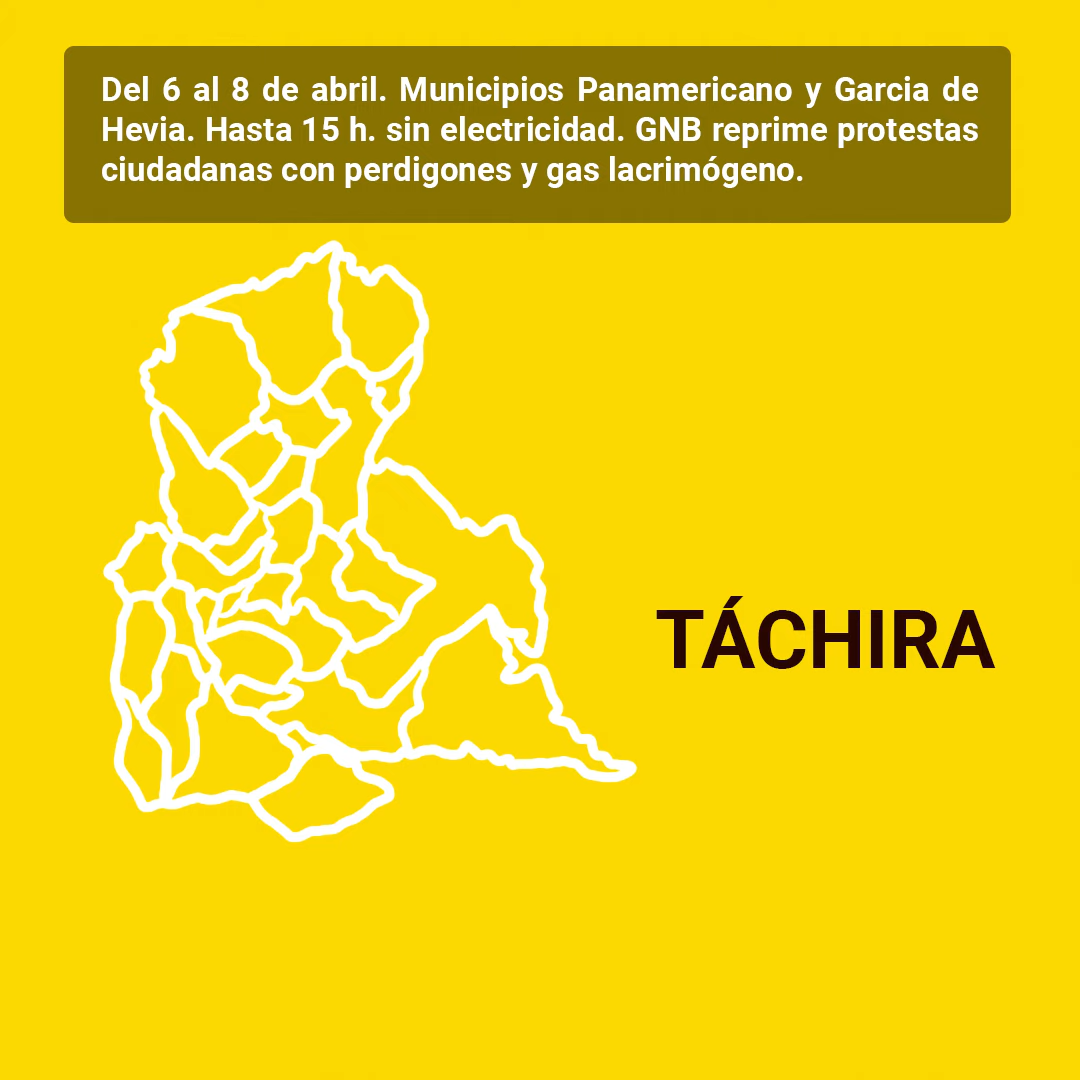 Del 6 al 8 de abril. Municipios Panamericano y Garcia de
Hevia. Hasta 15 h. sin electricidad. GNB reprime protestas
ciudadanas con perdigones y gas lacrimógeno.
TÁCHIRA